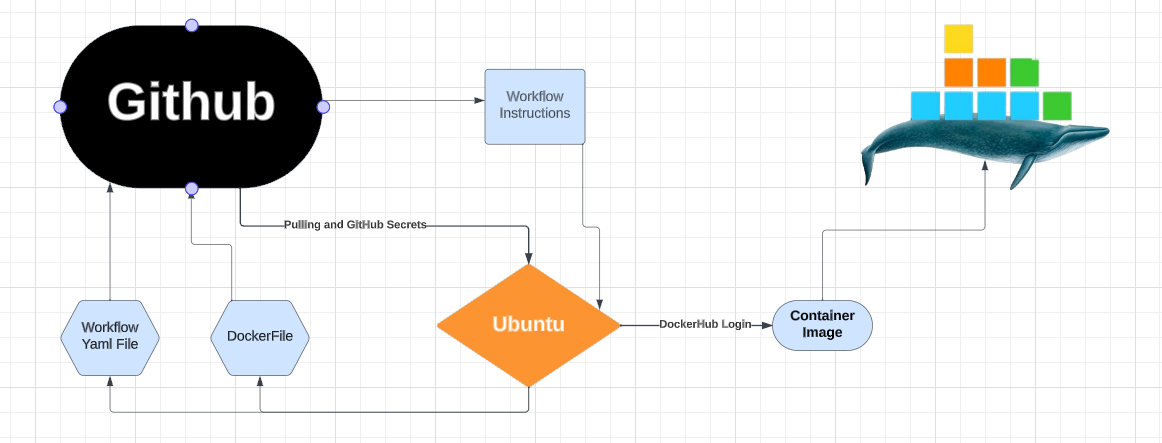 Github
Workflow
Instructions
Pulling and GitHub Secrets
Workflow
Yaml File
DockerFile
Ubuntu
DockerHub Login
Container
Image